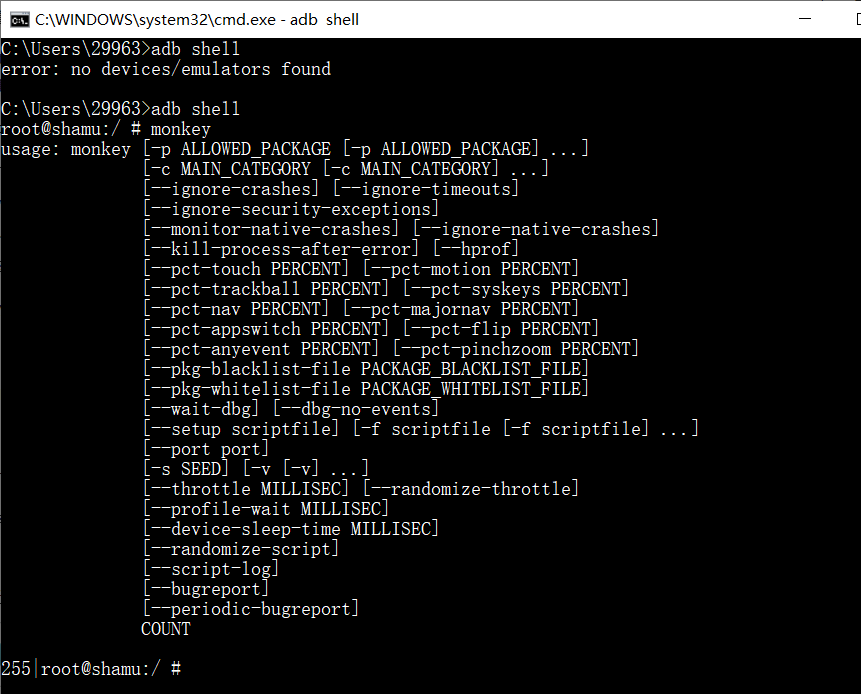 C:\WINDOWS\system32\cmd.exe - adb  shell
C:\Users\29963>adb shell
error: no devices/emulators found
C:\Users\29963>adb shell
root@shamu:/ # monkey
usage: monkey [-p ALLOWED_PACKAGE [-p ALLOWED_PACKAGE] ...]
[-c MAIN_CATEGORY [-c MAIN_CATEGORY] ...]
[--ignore-crashes] [--ignore-timeouts]
[--ignore-security-exceptions]
[--monitor-native-crashes] [--ignore-native-crashes]
[--kill-process-after-error] [--hprof]
[--pct-touch PERCENT] [--pct-motion PERCENT]
[--pct-trackball PERCENT] [--pct-syskeys PERCENT]
[--pct-nav PERCENT] [--pct-majornav PERCENT]
[--pct-appswitch PERCENT] [--pct-flip PERCENT]
[--pct-anyevent PERCENT] [--pct-pinchzoom PERCENT]
[--pkg-blacklist-file PACKAGE_BLACKLIST_FILE]
[--pkg-whitelist-file PACKAGE_WHITELIST_FILE]
[--wait-dbg] [--dbg-no-events]
[--setup scriptfile] [-f scriptfile [-f scriptfile] ...]
[--port port]
[-s SEED] [-v [-v] ...]
[--throttle MILLISEC] [--randomize-throttle]
[--profile-wait MILLISEC]
[--device-sleep-time MILLISEC]
[--randomize-script]
[--script-log]
[--bugreport]
[--periodic-bugreport]
COUNT
255|root@shamu:/ #